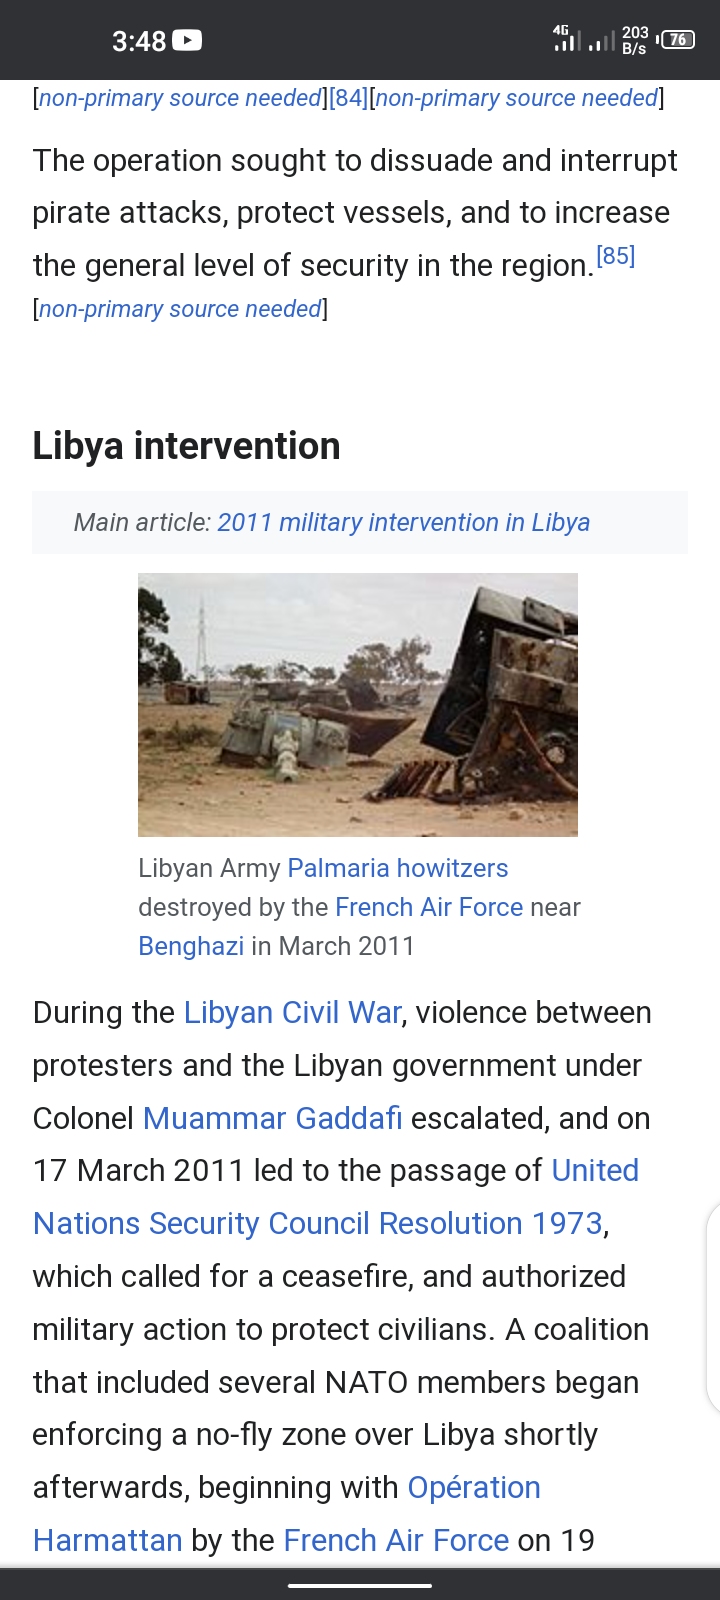 3:48
4G
203
B/s
76
[non-primary source needed][84][non-primary source needed]
The operation sought to dissuade and interrupt
pirate attacks, protect vessels, and to increase
the general level of security in the region.[85]
[non-primary source needed]
Libya intervention
Main article: 2011 military intervention in Libya
Libyan Army Palmaria howitzers
destroyed by the French Air Force near
Benghazi in March 2011
During the Libyan Civil War, violence between
protesters and the Libyan government under
Colonel Muammar Gaddafi escalated, and on
17 March 2011 led to the passage of United
Nations Security Council Resolution 1973,
which called for a ceasefire, and authorized
military action to protect civilians. A coalition
that included several NATO members began
enforcing a no-fly zone over Libya shortly
afterwards, beginning with Opération
Harmattan by the French Air Force on 19